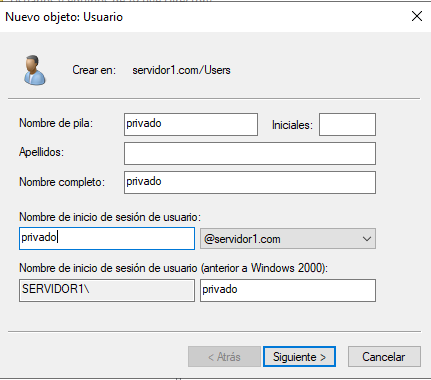 Nuevo objeto: Usuario
Crear en: servidor1.com/Users
Nombre de pila: privado Iniciales:
Apellidos:
Nombre completo: privado
Nombre de inicio de sesión de usuario:
privado @servidor1.com
Nombre de inicio de sesión de usuario (anterior a Windows 2000):
SERVIDOR1\ privado
< Atrás Siguiente > Cancelar